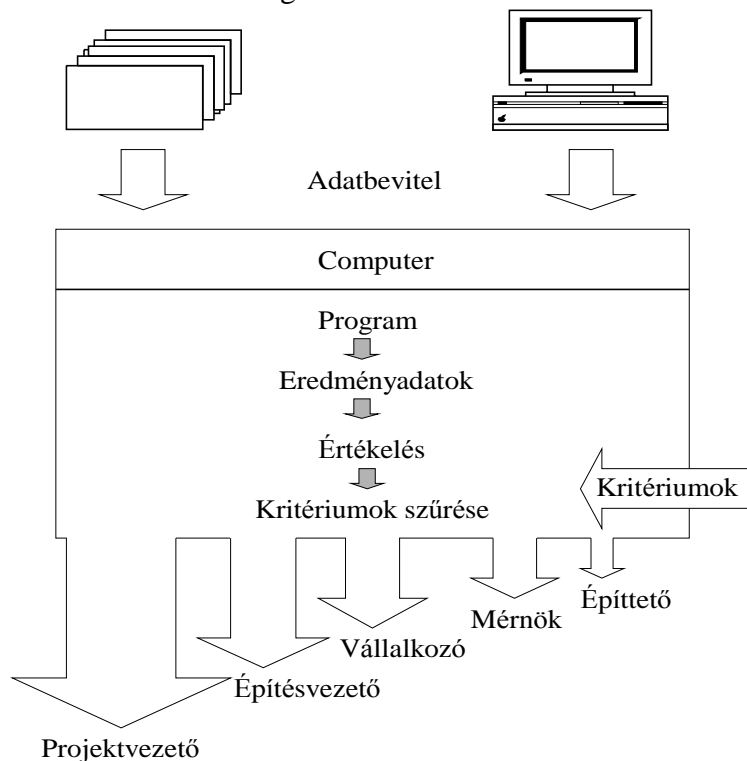 Adatbevitel
Computer
Program
Eredményadatok
Értékelés
Kritériumok
Kritériumok szűrése
Építtető
Mérnök
Vállalkozó
Építésvezető
Projektvezető